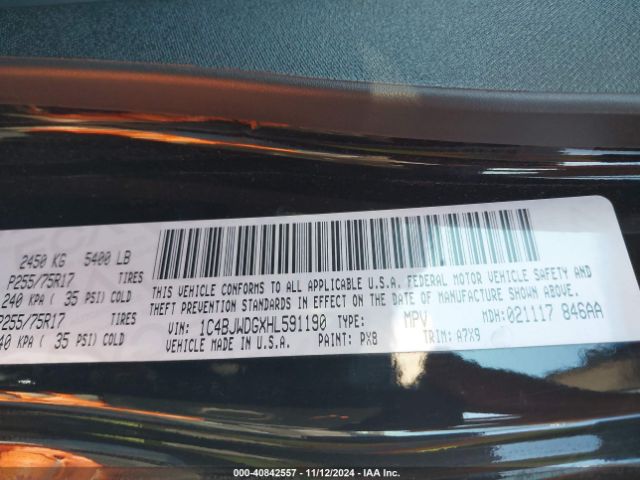 2450 KG 5400 LB
P255/75R17 TIRES
240 KPA ( 35 PSI) COLD
P255/75R17 TIRES
40 KPA ( 35 PSI) COLD
THIS VEHICLE CONFORMS TO ALL APPLICABLE U.S.A. FEDERAL MOTOR VEHICLE SAFETY AND
THEFT PREVENTION STANDARDS IN EFFECT ON THE DATE OF MANUFACTURE SHOWN ABOVE.
VIN: 1C4BJWDGXHL591190 TYPE: MPV MDH: 021117 846AA
VEHICLE MADE IN U.S.A. PAINT: PX8 TRIM: A7X9
000-40842557 - 11/12/2024 - IAA Inc.